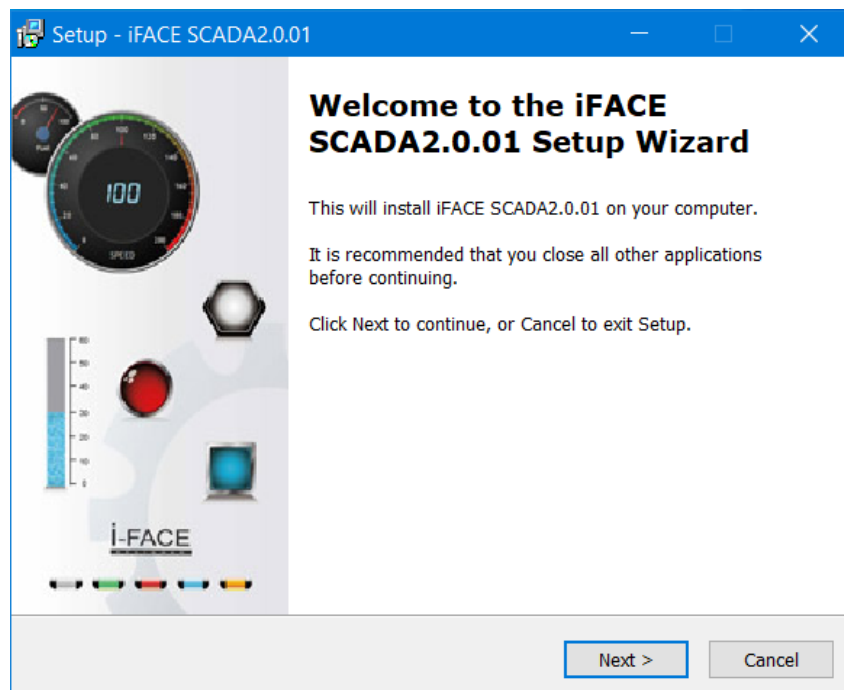 Setup - iFACE SCADA2.0.01
Welcome to the iFACE
SCADA2.0.01 Setup Wizard
This will install iFACE SCADA2.0.01 on your computer.
It is recommended that you close all other applications
before continuing.
Click Next to continue, or Cancel to exit Setup.
100
SPEED
i-FACE
Next >
Cancel